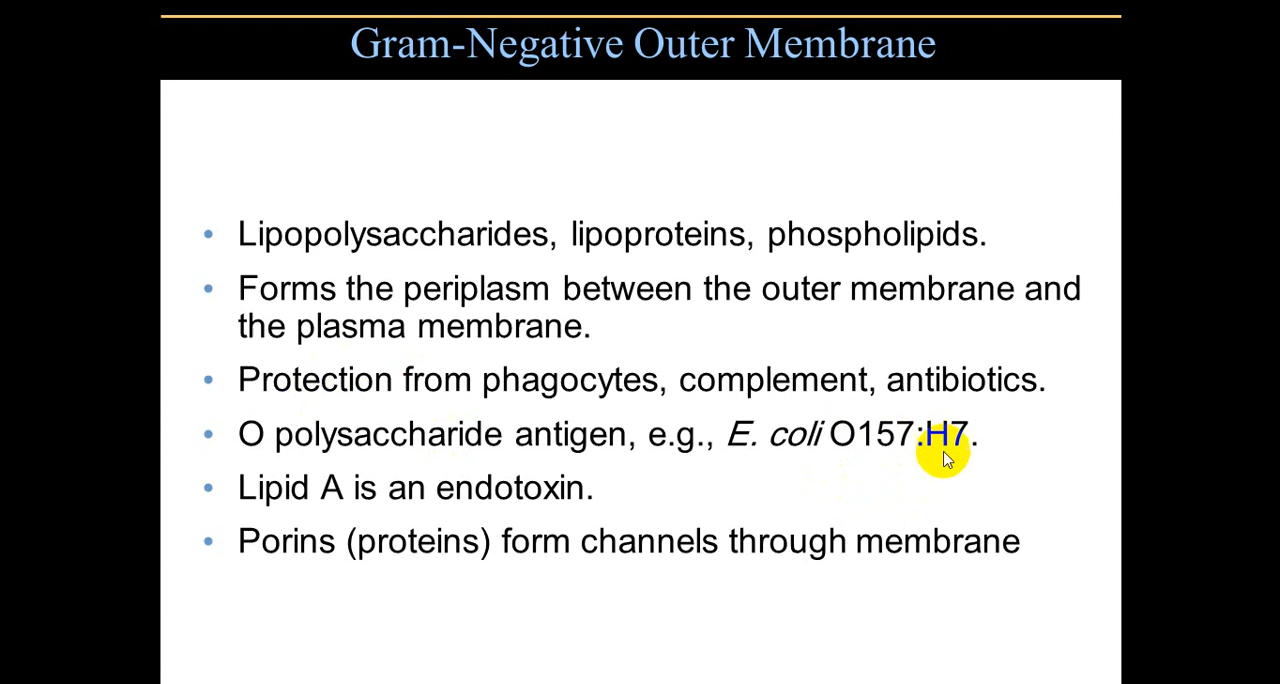 Gram-Negative Outer Membrane
• Lipopolysaccharides, lipoproteins, phospholipids.
• Forms the periplasm between the outer membrane and
the plasma membrane.
• Protection from phagocytes, complement, antibiotics.
• O polysaccharide antigen, e.g., E. coli O157:H7.
• Lipid A is an endotoxin.
• Porins (proteins) form channels through membrane